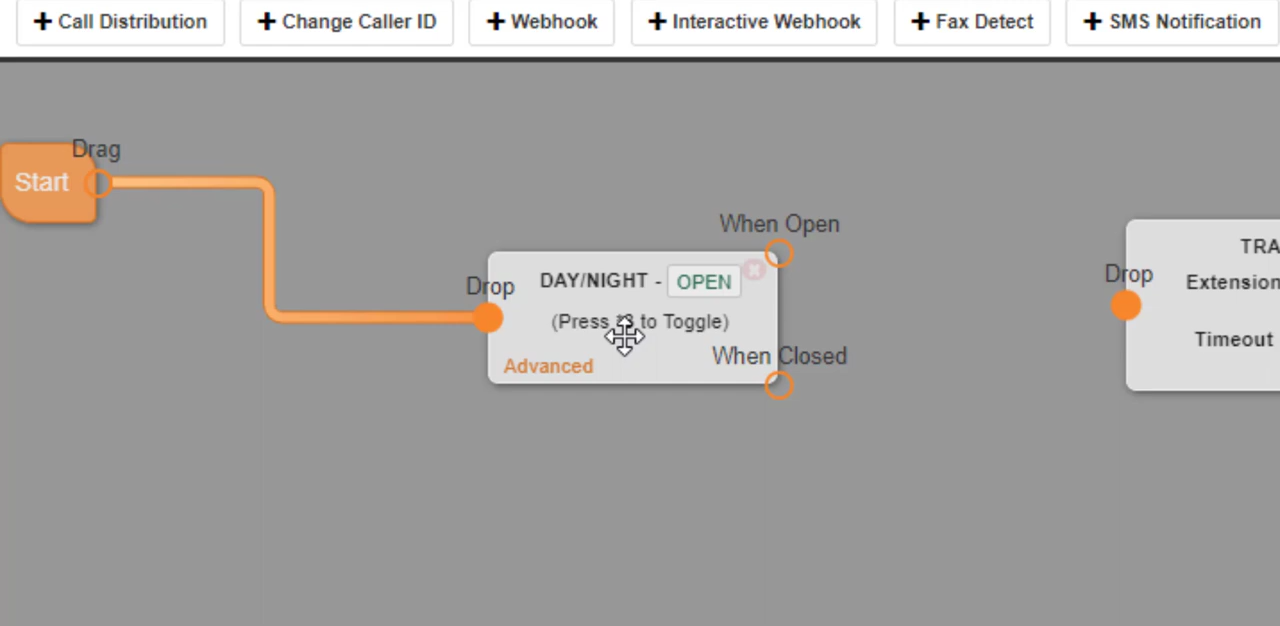 + Call Distribution
+ Change Caller ID
+ Webhook
+ Interactive Webhook
+ Fax Detect
+ SMS Notification
Drag
Start
When Open
Drop
DAY/NIGHT - OPEN
(Press to Toggle)
Advanced
When Closed
Drop
TRA
Extension
Timeout